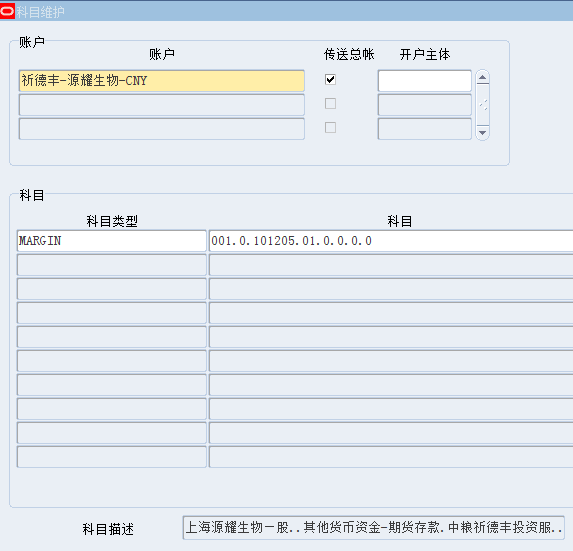 科目维护
账户
账户 传送总帐 开户主体
祈德丰-源耀生物-CNY
科目
科目类型 科目
MARGIN 001.0.101205.01.0.0.0.0
科目描述 上海源耀生物一股..其他货币资金-期货存款.中粮祈德丰投资服..